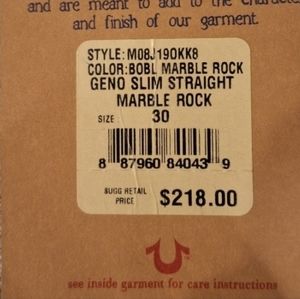 and are meant to add to the character
and finish of our garment.
STYLE:M08J190KK8
COLOR:BOBL MARBLE ROCK
GENO SLIM STRAIGHT
MARBLE ROCK
SIZE 30
8 87960 84043 9
SUGG RETAIL
PRICE $218.00
see inside garment for care instructions